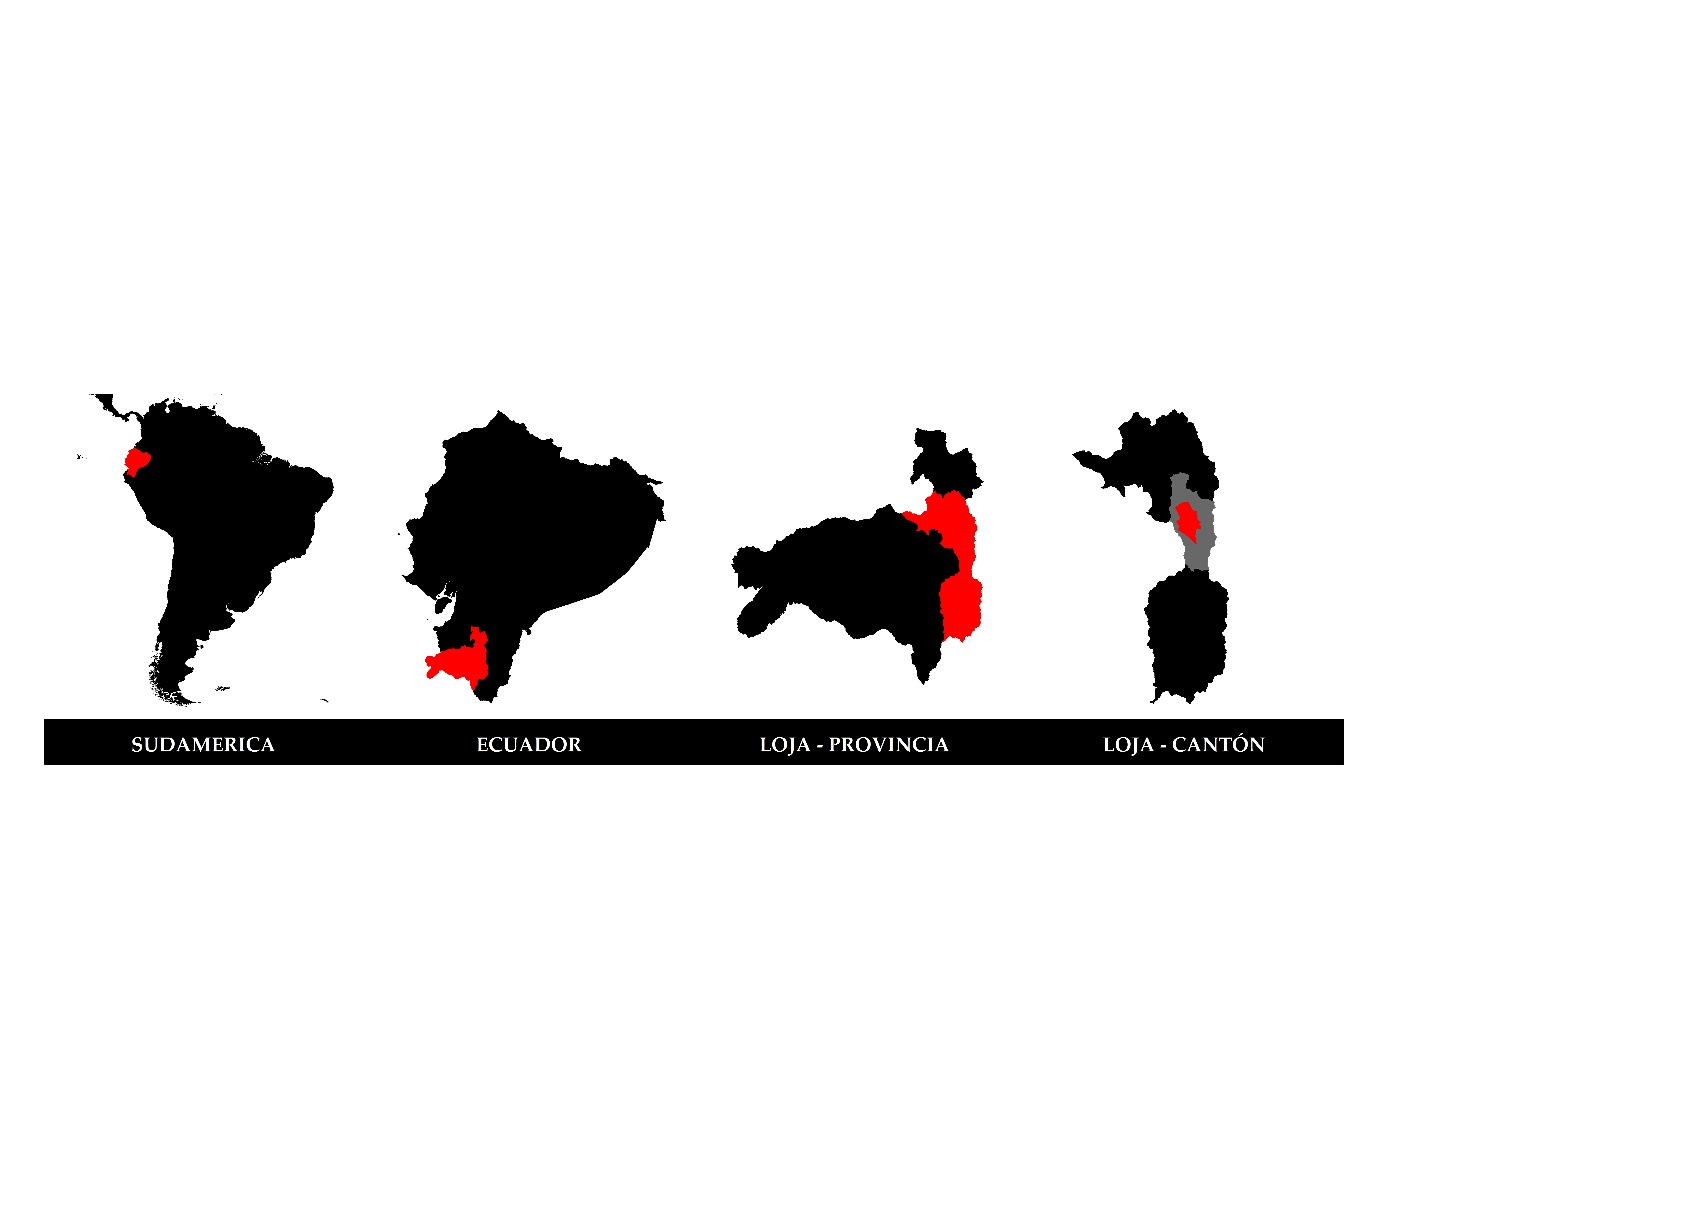 SUDAMERICA
ECUADOR
LOJA - PROVINCIA
LOJA - CANTÓN